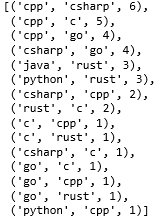 [('cpp', 'csharp', 6),
('cpp', 'c', 5),
('cpp', 'go', 4),
('csharp', 'go', 4),
('java', 'rust', 3),
('python', 'rust', 3),
('csharp', 'cpp', 2),
('rust', 'c', 2),
('c', 'cpp', 1),
('c', 'rust', 1),
('csharp', 'c', 1),
('go', 'c', 1),
('go', 'cpp', 1),
('go', 'rust', 1),
('python', 'cpp', 1)]